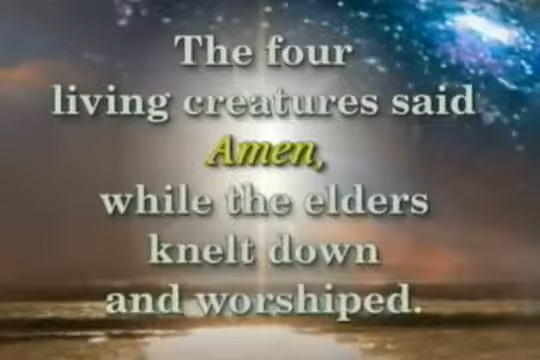 The four
living creatures said
Amen,
while the elders
knelt down
and worshiped.